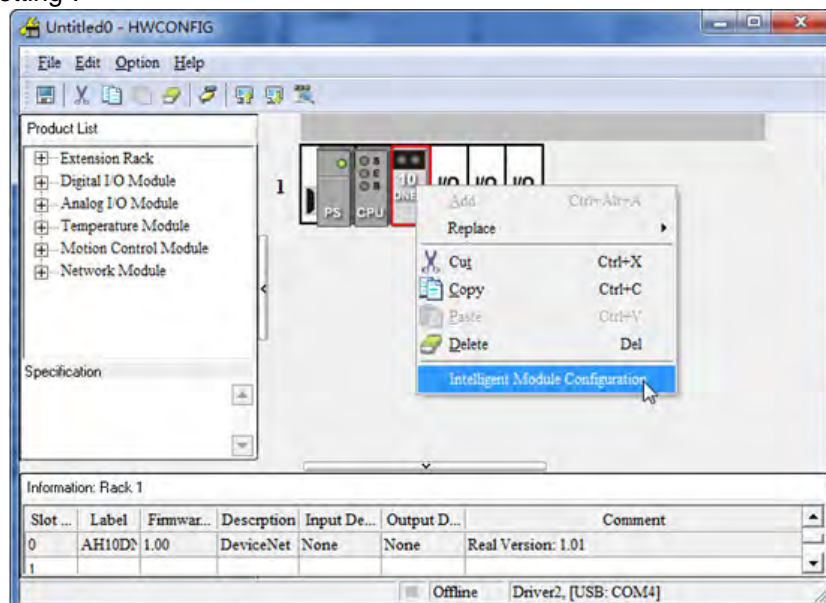 etting .
Untitled0 - HWCONFIG
File Edit Option Help
Product List
Extension Rack
Digital I/O Module
Analog I/O Module
Temperature Module
Motion Control Module
Network Module
1
PS CPU 10 I/O I/O I/O
Add Ctrl+Alt+A
Replace
Cut Ctrl+X
Copy Ctrl+C
Paste Ctrl+V
Delete Del
Intelligent Module Configuration
Specification
Information: Rack 1
Slot ... Label Firmwar... Descrption Input De... Output D... Comment
0 AH10DN 1.00 DeviceNet None None Real Version: 1.01
1
Offline Driver2, [USB: COM4]